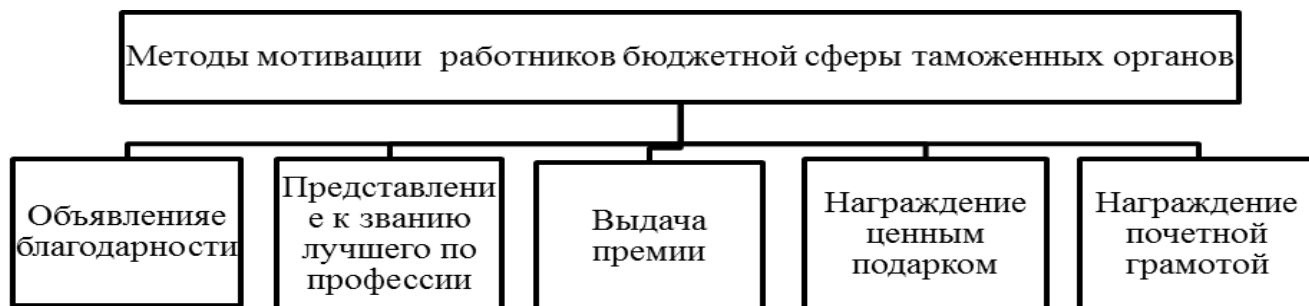 Методы мотивации работников бюджетной сферы таможенных органов
Объявленияе
благодарности
Представлени
е к званию
лучшего по
профессии
Выдача
премии
Награждение
ценным
подарком
Награждение
почетной
грамотой